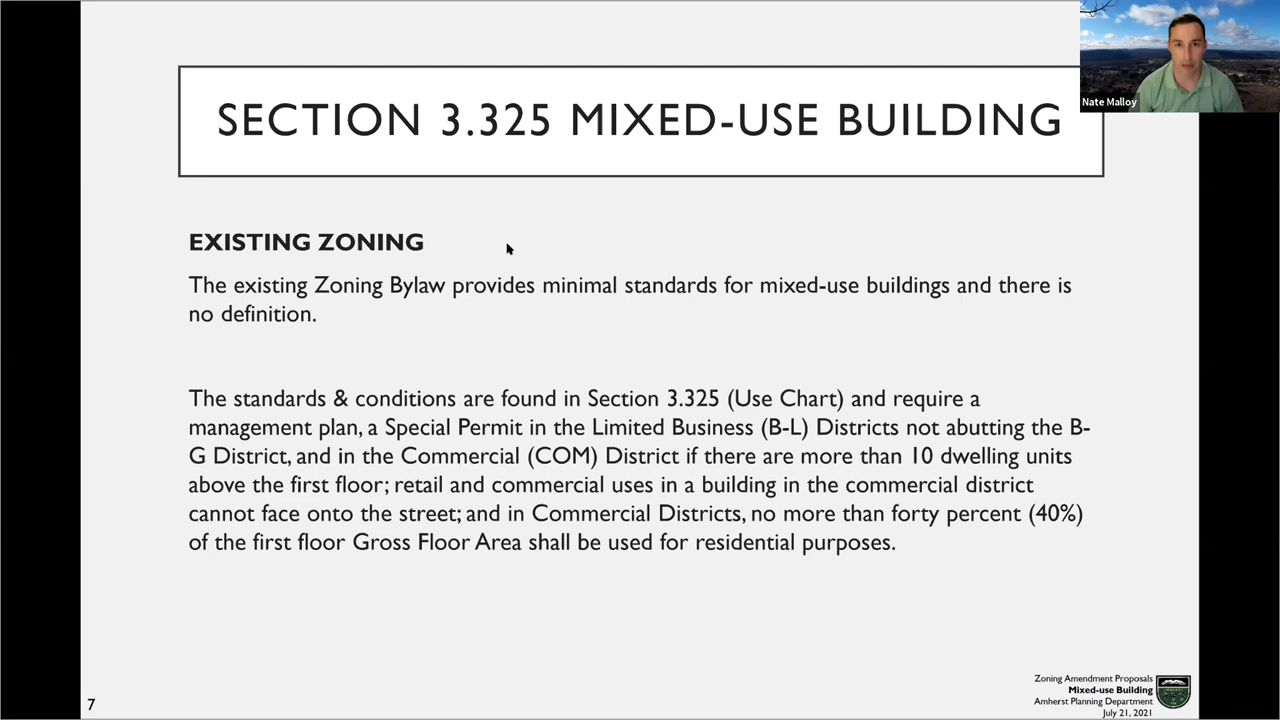 Nate Malloy
SECTION 3.325 MIXED-USE BUILDING
EXISTING ZONING
The existing Zoning Bylaw provides minimal standards for mixed-use buildings and there is
no definition.
The standards & conditions are found in Section 3.325 (Use Chart) and require a
management plan, a Special Permit in the Limited Business (B-L) Districts not abutting the B-
G District, and in the Commercial (COM) District if there are more than 10 dwelling units
above the first floor; retail and commercial uses in a building in the commercial district
cannot face onto the street; and in Commercial Districts, no more than forty percent (40%)
of the first floor Gross Floor Area shall be used for residential purposes.
7
Zoning Amendment Proposals
Mixed-use Building
Amherst Planning Department
July 21, 2021